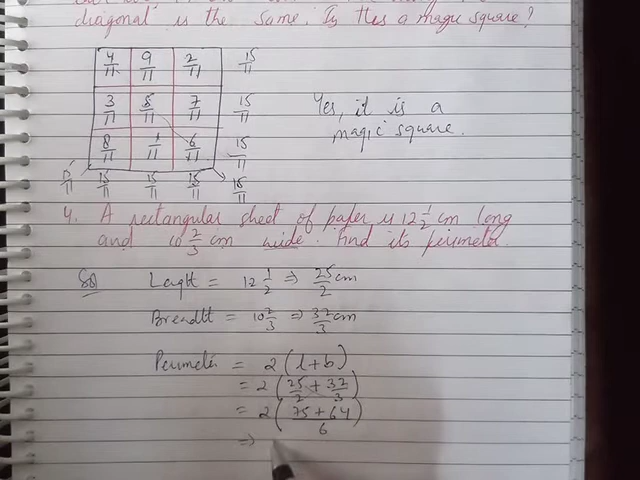 diagonal is the same. Is this a magic square?
4/11 9/11 2/11 15/11
3/11 5/11 7/11 15/11
8/11 1/11 6/11 15/11
15/11 15/11 15/11 15/11 15/11
Yes, it is a
magic square.
4. A rectangular sheet of paper is 12 1/2 cm long
and 10 2/3 cm wide. Find its perimeter.
Sol Length = 12 1/2 ⇒ 25/2 cm
Breadth = 10 2/3 ⇒ 32/3 cm
Perimeter = 2 (l+b)
= 2 (25/2 + 32/3)
= 2 (75+64/6)
⇒